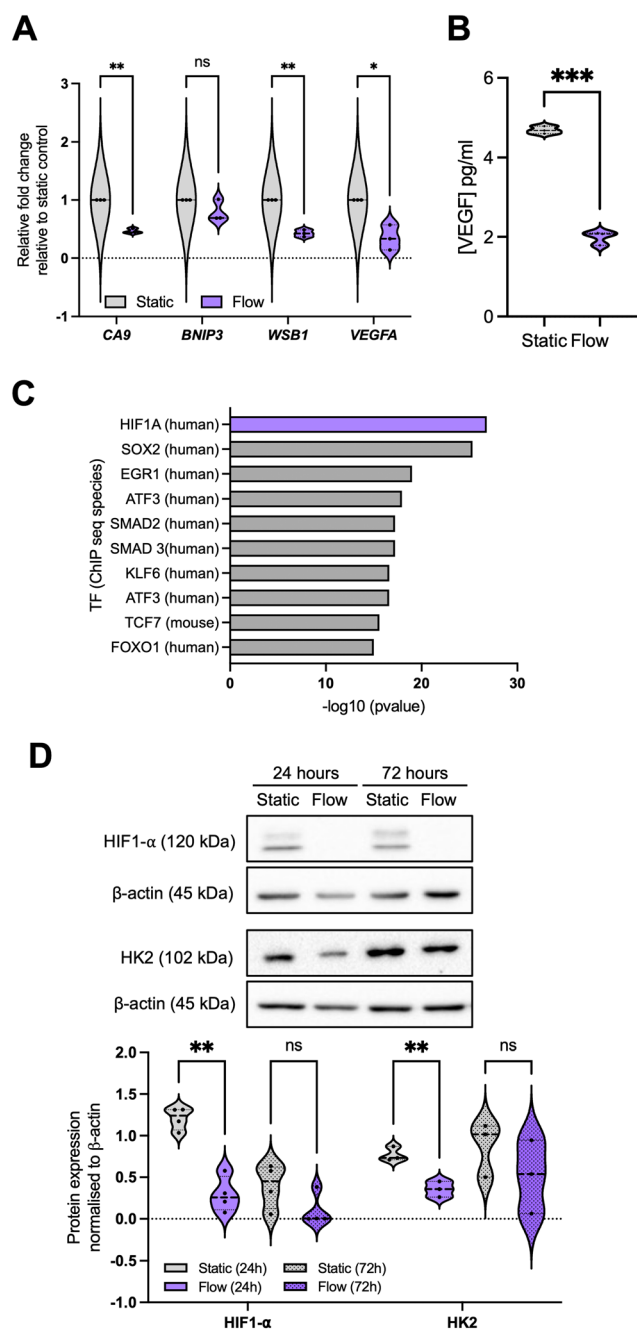 A
** ns ** *
3
2
1
0
-1
Relative fold change
relative to static control
Static Flow
CA9 BNIP3 WSB1 VEGFA
B
***
6
4
2
0
[VEGF] pg/ml
Static Flow
C
TF (ChIP seq species)
HIF1A (human)
SOX2 (human)
EGR1 (human)
ATF3 (human)
SMAD2 (human)
SMAD 3(human)
KLF6 (human)
ATF3 (human)
TCF7 (mouse)
FOXO1 (human)
0 10 20 30
-log10 (pvalue)
D
24 hours 72 hours
Static Flow Static Flow
HIF1-α (120 kDa)
β-actin (45 kDa)
HK2 (102 kDa)
β-actin (45 kDa)
** ns ** ns
2.0
1.5
1.0
0.5
0.0
-0.5
-1.0
Protein expression
normalised to β-actin
Static (24h) Static (72h)
Flow (24h) Flow (72h)
HIF1-α HK2